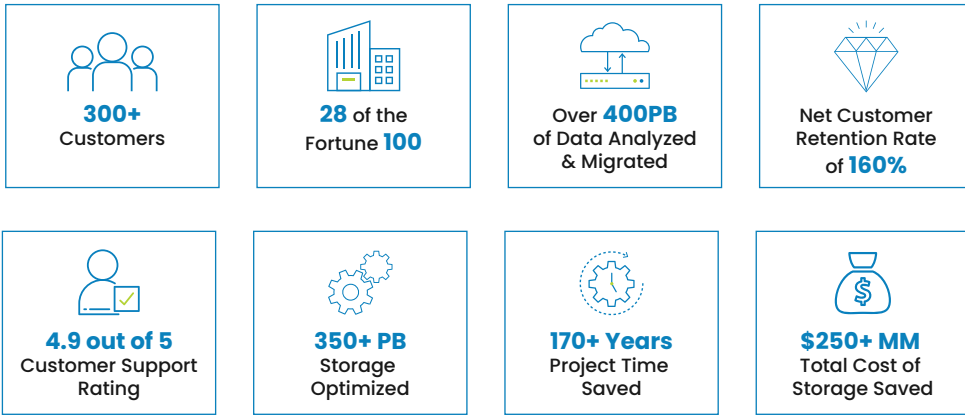 300+
Customers
28 of the
Fortune 100
Over 400PB
of Data Analyzed
& Migrated
Net Customer
Retention Rate
of 160%
4.9 out of 5
Customer Support
Rating
350+ PB
Storage
Optimized
170+ Years
Project Time
Saved
$250+ MM
Total Cost of
Storage Saved
$